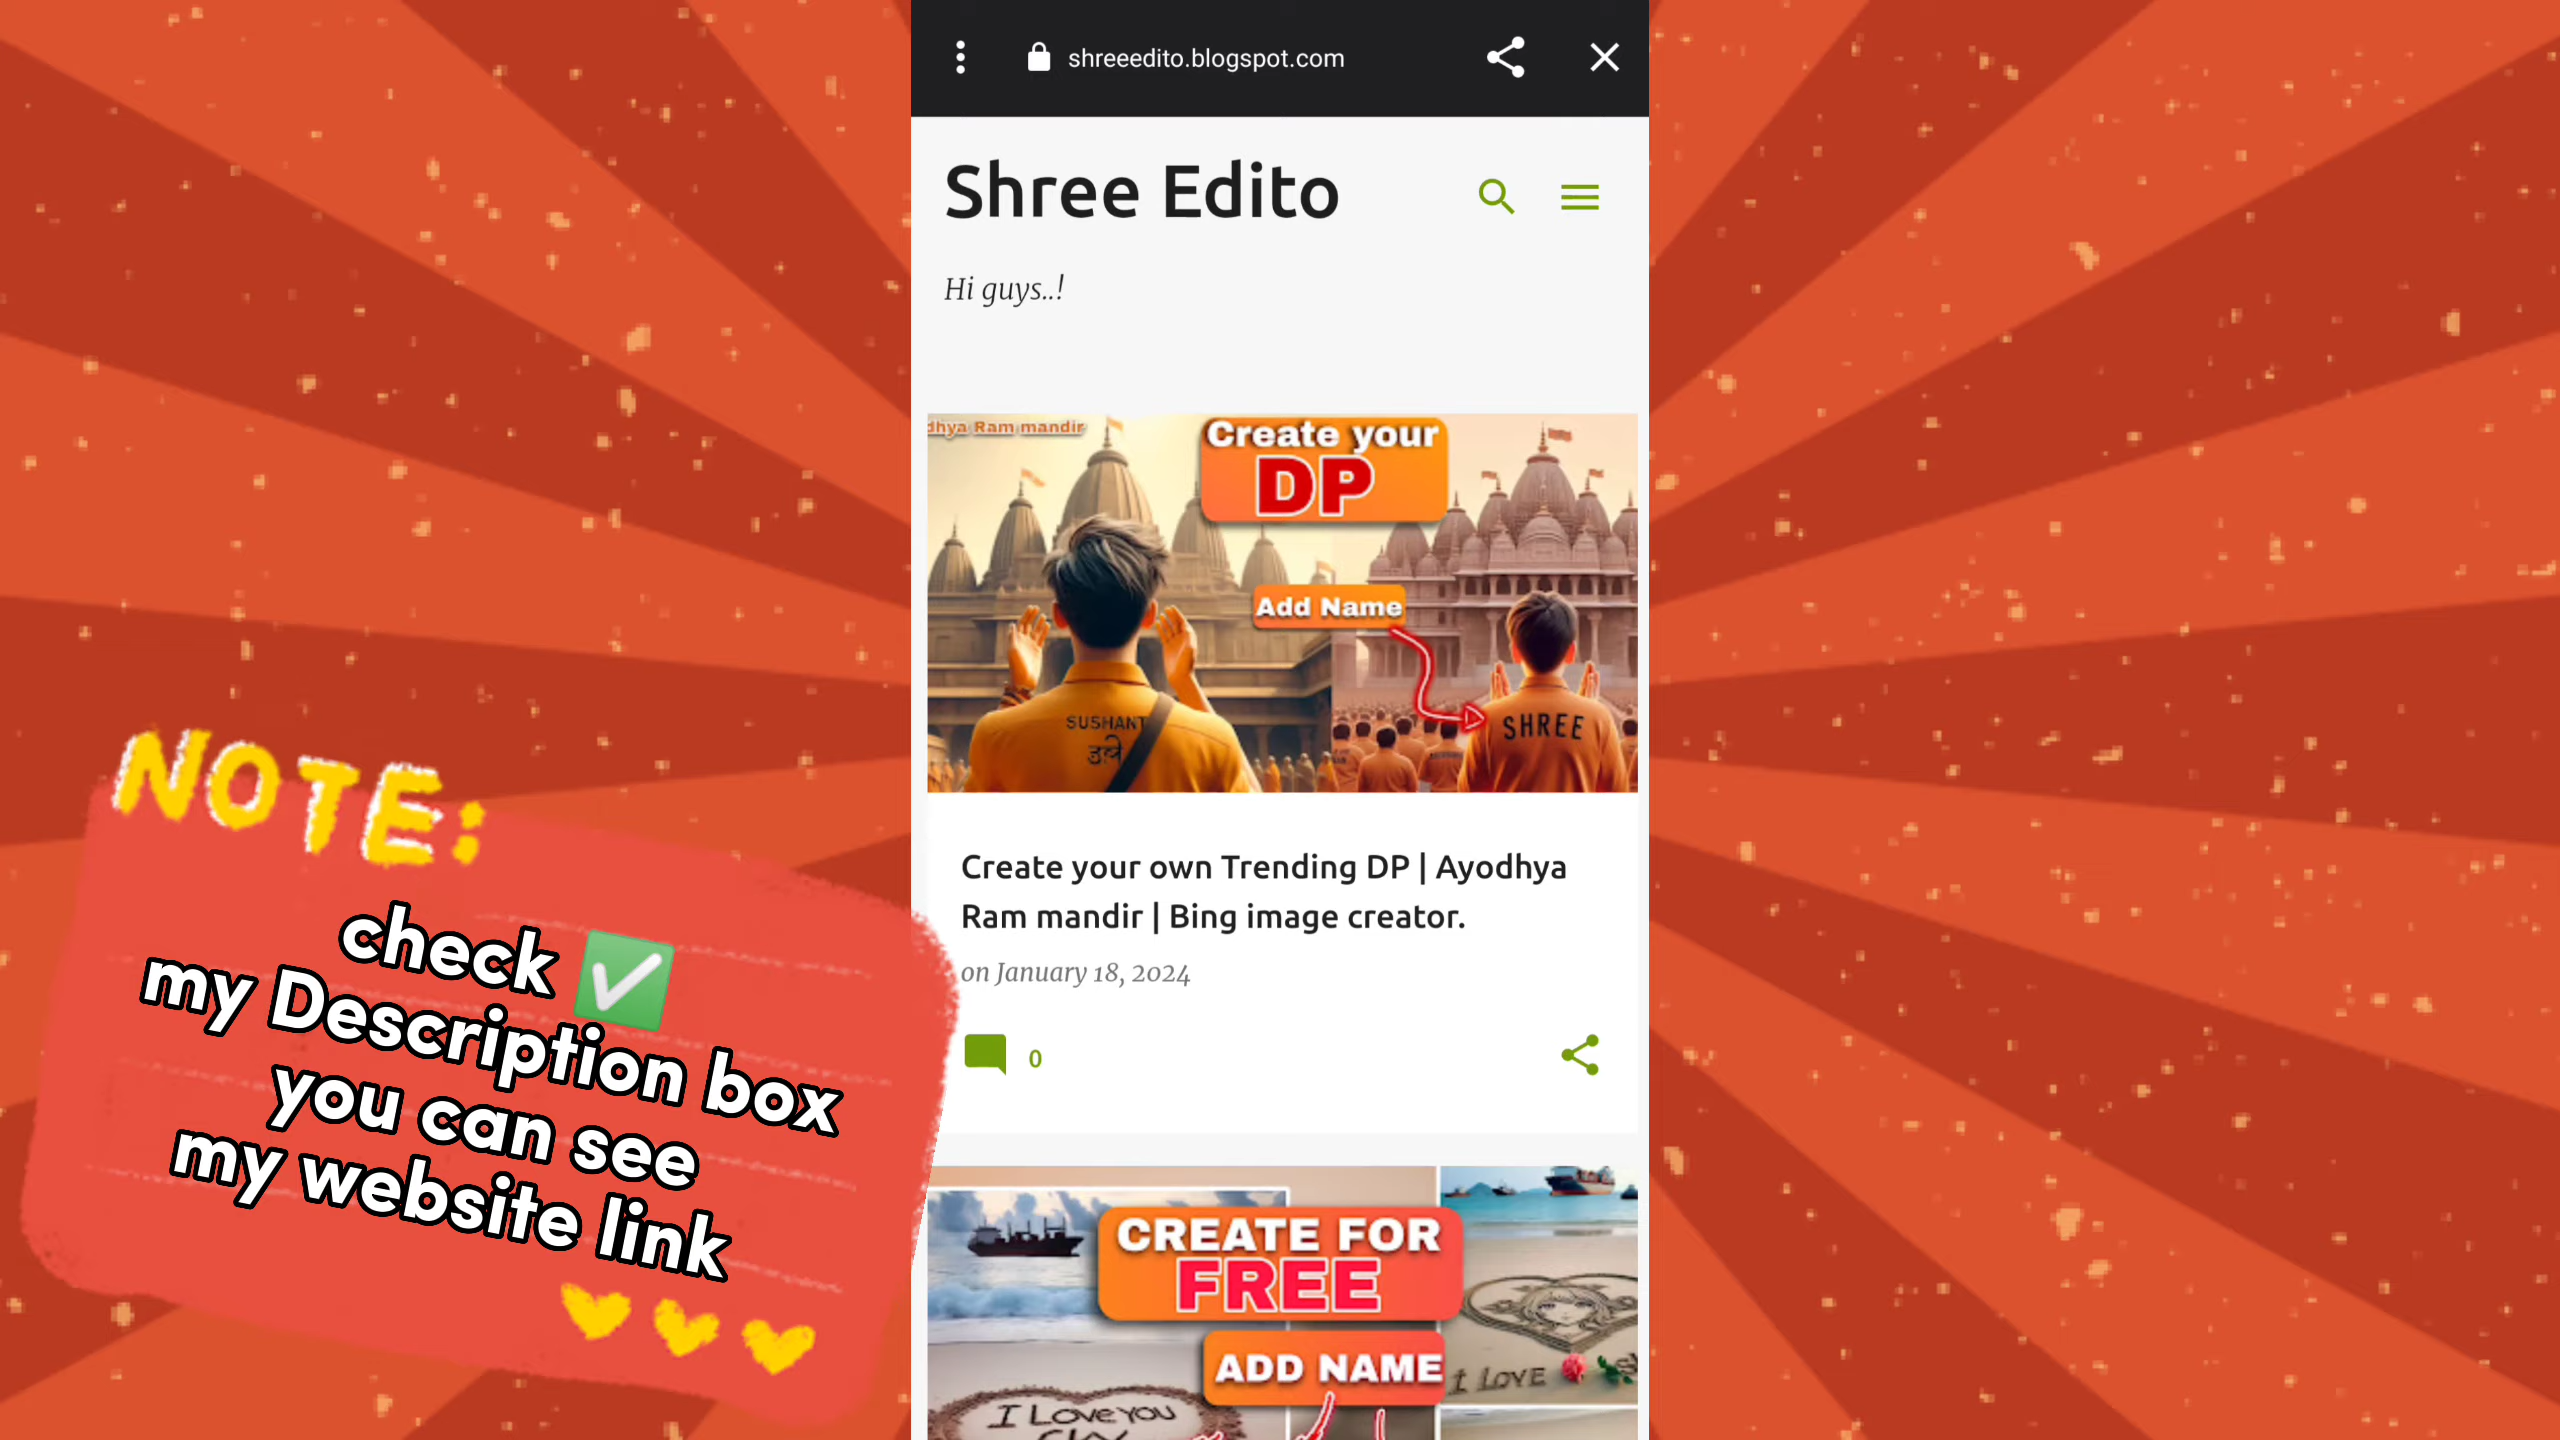 shreeedito.blogspot.com
Shree Edito
Hi guys..!
dhya Ram mandir
Create your
DP
Add Name
SUSHANT
SHREE
Create your own Trending DP | Ayodhya
Ram mandir | Bing image creator.
on January 18, 2024
0
CREATE FOR
FREE
ADD NAME
I LOVE
I LOVE YOU
NOTE:
check ✅
my Description box
you can see
my website link